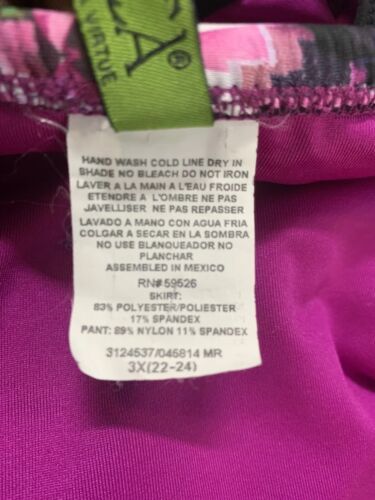 CA®
VIRTUE
HAND WASH COLD LINE DRY IN
SHADE NO BLEACH DO NOT IRON
LAVER A LA MAIN A L'EAU FROIDE
ETENDRE A L'OMBRE NE PAS
JAVELLISER NE PAS REPASSER
LAVADO A MANO CON AGUA FRIA
COLGAR A SECAR EN LA SOMBRA
NO USE BLANQUEADOR NO
PLANCHAR
ASSEMBLED IN MEXICO
RN#59526
SKIRT:
83% POLYESTER/POLIESTER
17% SPANDEX
PANT: 89% NYLON 11% SPANDEX
3124537/045814 MR
3X(22-24)